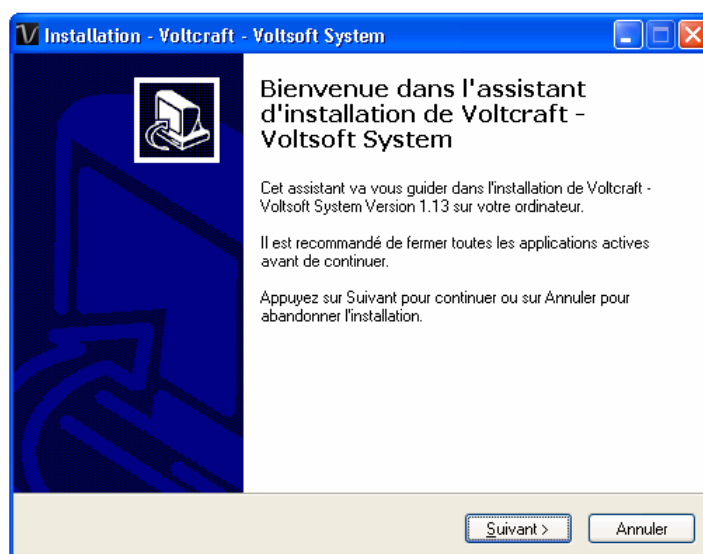 Installation - Voltcraft - Voltsoft System
Bienvenue dans l'assistant
d'installation de Voltcraft -
Voltsoft System
Cet assistant va vous guider dans l'installation de Voltcraft -
Voltsoft System Version 1.13 sur votre ordinateur.
Il est recommandé de fermer toutes les applications actives
avant de continuer.
Appuyez sur Suivant pour continuer ou sur Annuler pour
abandonner l'installation.
Suivant >
Annuler